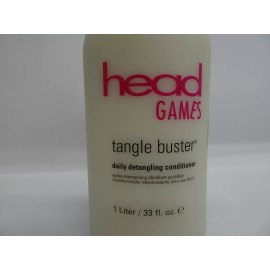 head
GAMES
tangle buster®
daily detangling conditioner
1 Liter / 33 fl. oz. ℮